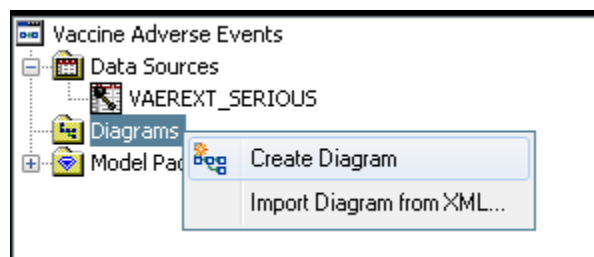 Vaccine Adverse Events
Data Sources
VAEREXT_SERIOUS
Diagrams
Model Pac
Create Diagram
Import Diagram from XML...